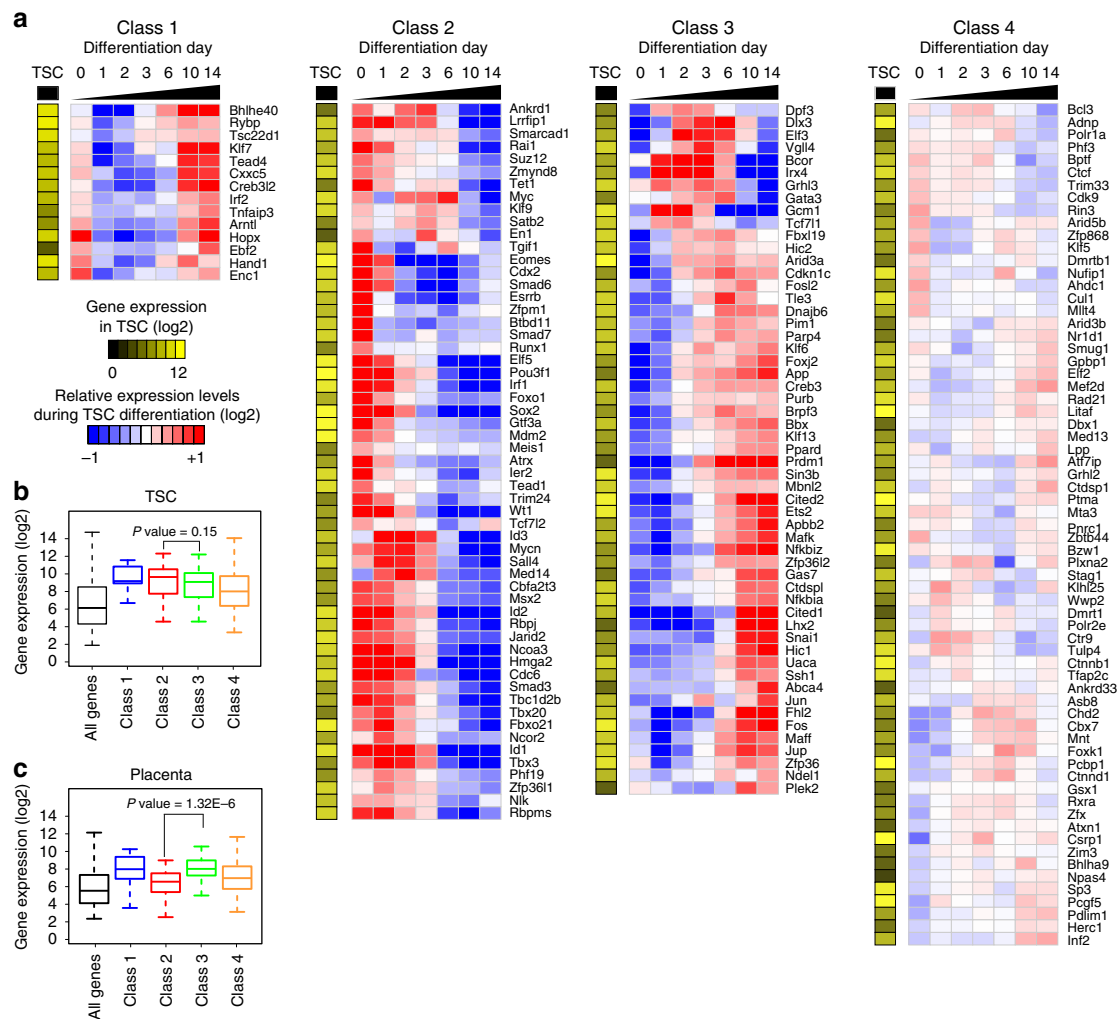 a
Class 1
Differentiation day
TSC 0 1 2 3 6 10 14
Bhlhe40
Rybp
Tsc22d1
Klf7
Tead4
Cxxc5
Creb3l2
Irf2
Tnfaip3
Arntl
Hopx
Ebf2
Hand1
Enc1
Gene expression
in TSC (log2)
0 12
Relative expression levels
during TSC differentiation (log2)
–1 +1
Class 2
Differentiation day
TSC 0 1 2 3 6 10 14
Ankrd1
Lrrfip1
Smarcad1
Rai1
Suz12
Zmynd8
Tet1
Myc
Klf9
Satb2
En1
Tgif1
Eomes
Cdx2
Smad6
Esrrb
Zfpm1
Btbd11
Smad7
Runx1
Elf5
Pou3f1
Irf1
Foxo1
Sox2
Gtf3a
Mdm2
Meis1
Atrx
Ier2
Tead1
Trim24
Wt1
Tcf7l2
Id3
Mycn
Sall4
Med14
Cbfa2t3
Msx2
Id2
Rbpj
Jarid2
Ncoa3
Hmga2
Cdc6
Smad3
Tbc1d2b
Tbx20
Fbxo21
Ncor2
Id1
Tbx3
Phf19
Zfp36l1
Nlk
Rbpms
Class 3
Differentiation day
TSC 0 1 2 3 6 10 14
Dpf3
Dlx3
Elf3
Vgll4
Bcor
Irx4
Grhl3
Gata3
Gcm1
Tcf7l1
Fbxl19
Hic2
Arid3a
Cdkn1c
Fosl2
Tle3
Dnajb6
Pim1
Parp4
Klf6
Foxj2
App
Creb3
Purb
Brpf3
Bbx
Klf13
Ppard
Prdm1
Sin3b
Mbnl2
Cited2
Ets2
Apbb2
Mafk
Nfkbiz
Zfp36l2
Gas7
Ctdspl
Nfkbia
Cited1
Lhx2
Snai1
Hic1
Uaca
Ssh1
Abca4
Jun
Fhl2
Fos
Maff
Jup
Zfp36
Ndel1
Plek2
Class 4
Differentiation day
TSC 0 1 2 3 6 10 14
Bcl3
Adnp
Polr1a
Phf3
Bptf
Ctcf
Trim33
Cdk9
Rin3
Arid5b
Zfp868
Klf5
Dmrtb1
Nufip1
Ahdc1
Cul1
Mllt4
Arid3b
Nr1d1
Smug1
Gpbp1
Elf2
Mef2d
Rad21
Litaf
Dbx1
Med13
Lpp
Atf7ip
Grhl2
Ctdsp1
Ptma
Mta3
Pnrc1
Zbtb44
Bzw1
Plxna2
Stag1
Klhl25
Wwp2
Dmrt1
Polr2e
Ctr9
Tulp4
Ctnnb1
Tfap2c
Ankrd33
Asb8
Chd2
Cbx7
Mnt
Foxk1
Pcbp1
Ctnnd1
Gsx1
Rxra
Zfx
Atxn1
Csrp1
Zim3
Bhlha9
Npas4
Sp3
Pcgf5
Pdlim1
Herc1
Inf2
b
TSC
P value = 0.15
Gene expression (log2)
14
12
10
8
6
4
2
0
All genes
Class 1
Class 2
Class 3
Class 4
c
Placenta
P value = 1.32E–6
Gene expression (log2)
14
12
10
8
6
4
2
0
All genes
Class 1
Class 2
Class 3
Class 4